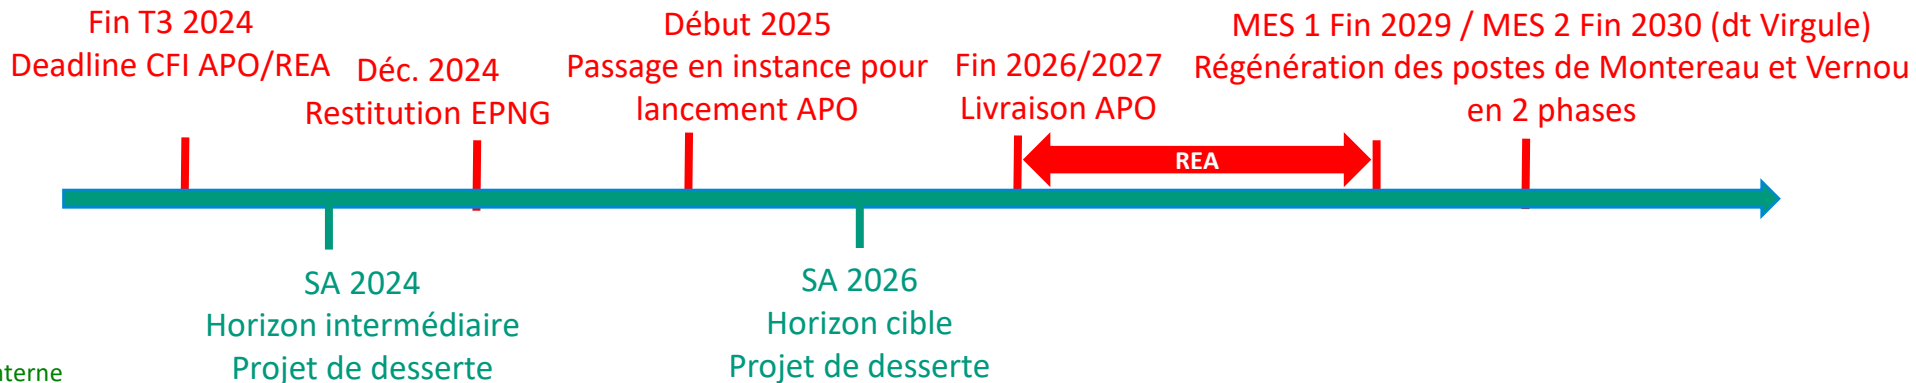 Fin T3 2024
Deadline CFI APO/REA
Déc. 2024
Restitution EPNG
Début 2025
Passage en instance pour
lancement APO
Fin 2026/2027
Livraison APO
MES 1 Fin 2029 / MES 2 Fin 2030 (dt Virgule)
Régénération des postes de Montereau et Vernou
en 2 phases
REA
SA 2024
Horizon intermédiaire
Projet de desserte
SA 2026
Horizon cible
Projet de desserte
nterne